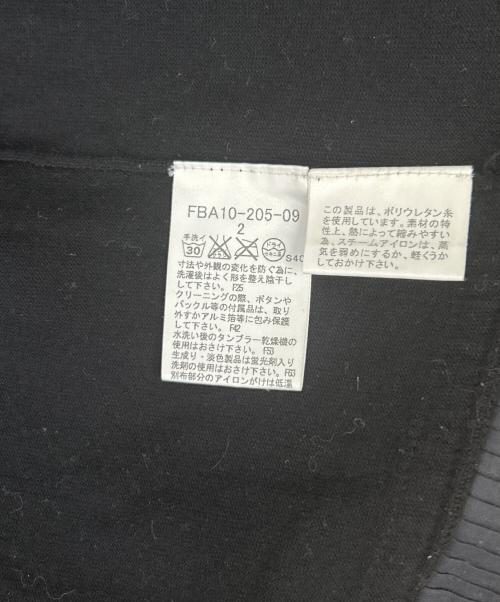 FBA10-205-09
2
手洗イ
30
ドライ
セキユ系
S40
寸法や外観の変化を防ぐ為に、
洗濯後はよく形を整え陰干し
して下さい。F25
クリーニングの際、ボタンや
バックル等の付属品は、取り
外すかアルミ箔等に包み保護
して下さい。F42
水洗い後のタンブラー乾燥機の
使用はおさけ下さい。F53
生成り・淡色製品は蛍光剤入り
洗剤の使用はおさけ下さい。F63
別布部分のアイロンがけは低温
この製品は、ポリウレタン糸
を使用しています。素材の特
性上、熱によって縮みやすい
為、スチームアイロンは、蒸
気を弱めにするか、軽くうか
しておかけ下さい。